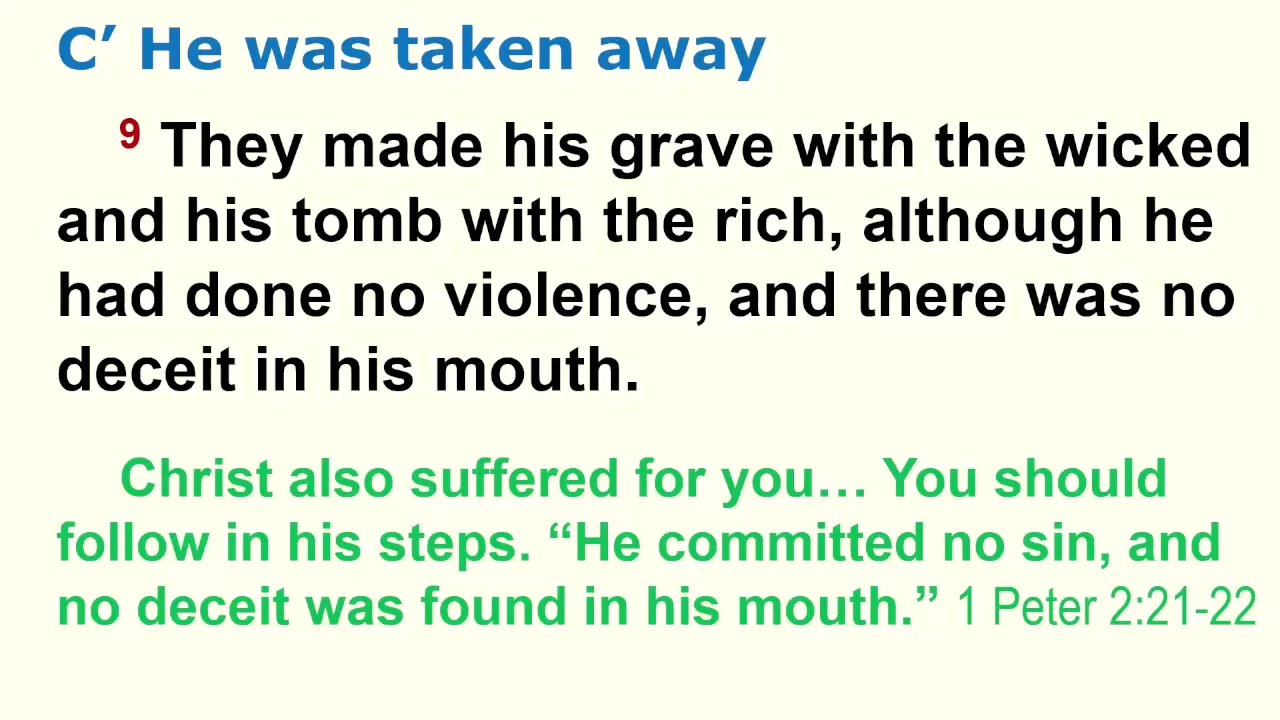 C’ He was taken away
9 They made his grave with the wicked
and his tomb with the rich, although he
had done no violence, and there was no
deceit in his mouth.
Christ also suffered for you… You should
follow in his steps. “He committed no sin, and
no deceit was found in his mouth.” 1 Peter 2:21-22